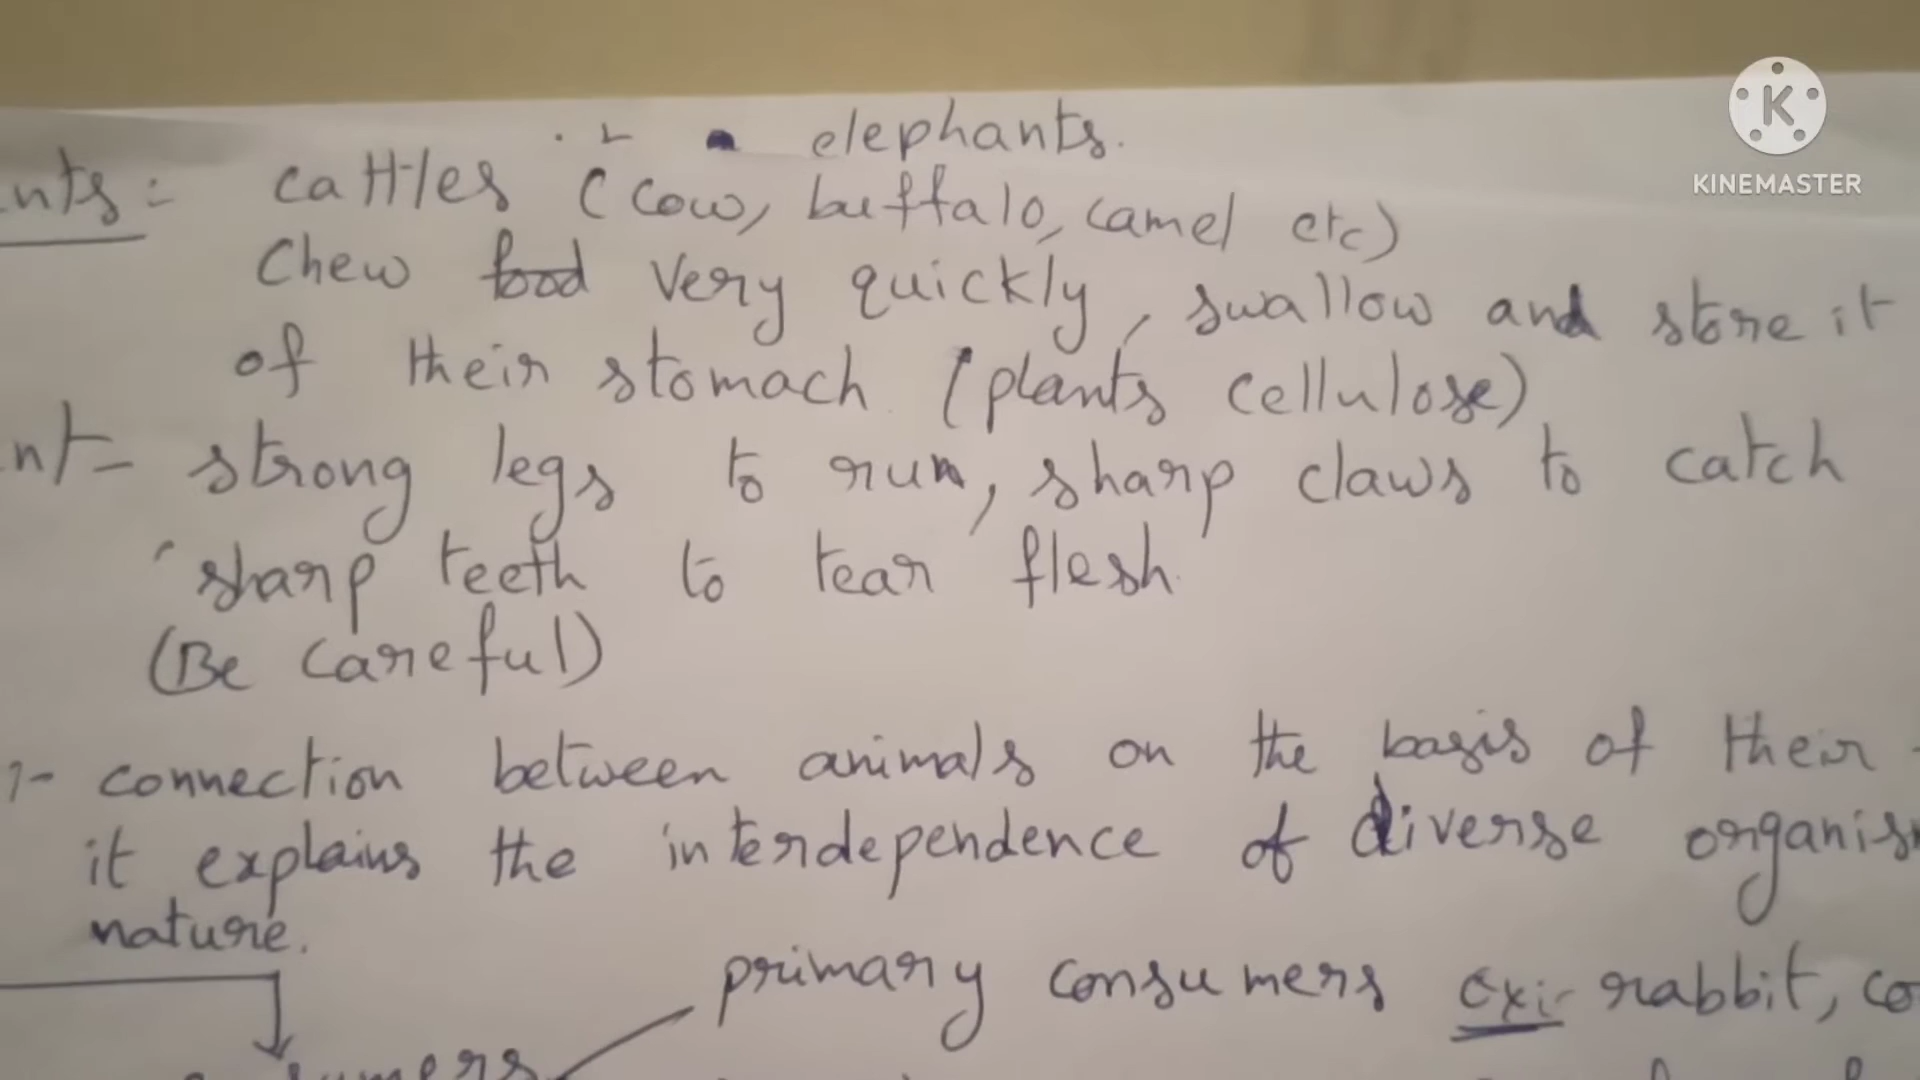 elephants.
KINEMASTER
nts:- cattles (cow, buffalo, camel etc)
Chew food very quickly, swallow and store it
of their stomach (plants cellulose)
nt- strong legs to run, sharp claws to catch
sharp teeth to tear flesh
(Be careful)
:- connection between animals on the basis of their
it explains the interdependence of diverse organis
nature.
primary consumers ex:- rabbit, co
sumers